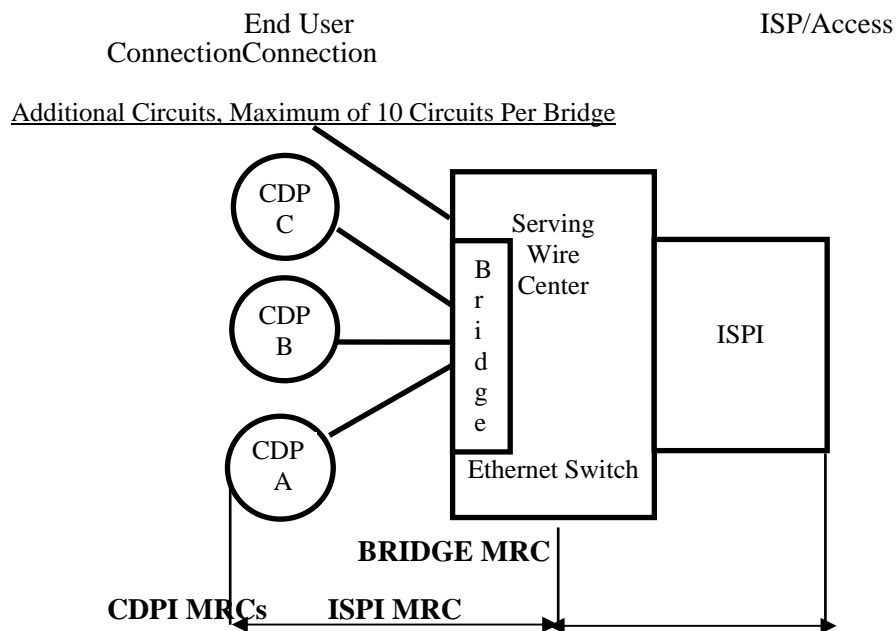 End User ISP/Access
ConnectionConnection
Additional Circuits, Maximum of 10 Circuits Per Bridge
CDP
C
Serving
Wire
Center
B
r
i
d
g
e
CDP
B
ISPI
CDP
A
Ethernet Switch
BRIDGE MRC
CDPI MRCs ISPI MRC